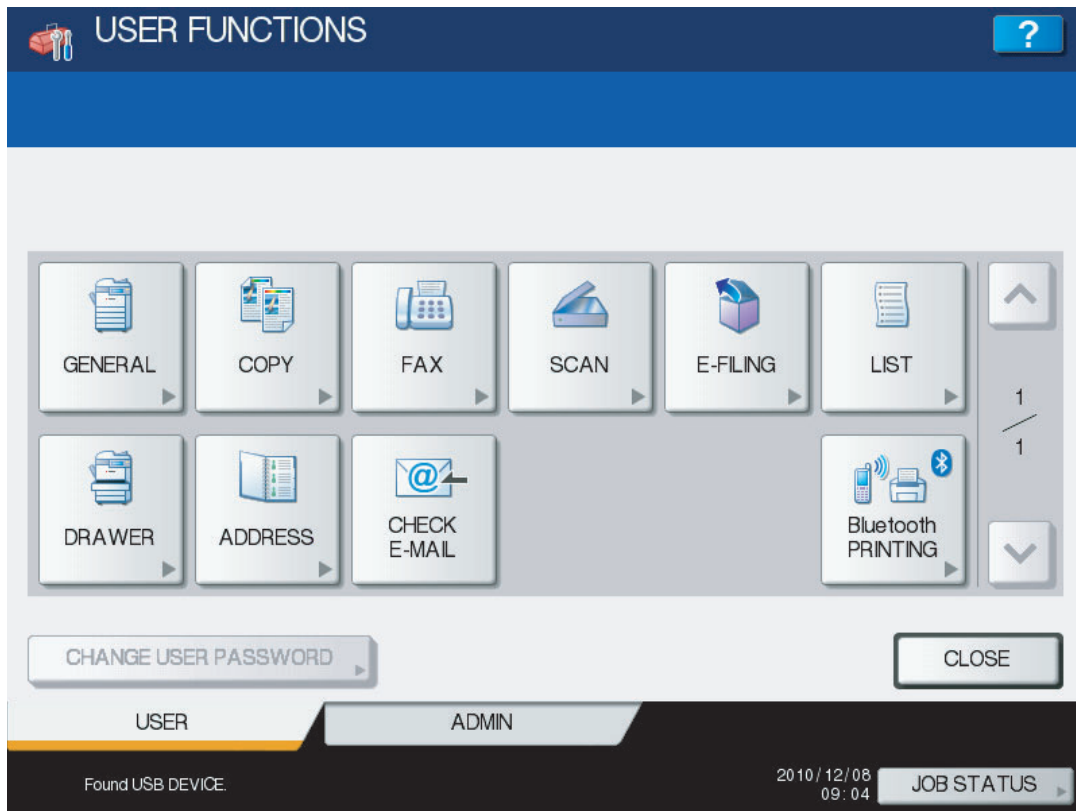 USER FUNCTIONS
?
GENERAL
COPY
FAX
SCAN
E-FILING
LIST
1
1
DRAWER
ADDRESS
@
CHECK
E-MAIL
Bluetooth
PRINTING
CHANGE USER PASSWORD
CLOSE
USER
ADMIN
Found USB DEVICE.
2010/12/08
09:04
JOB STATUS